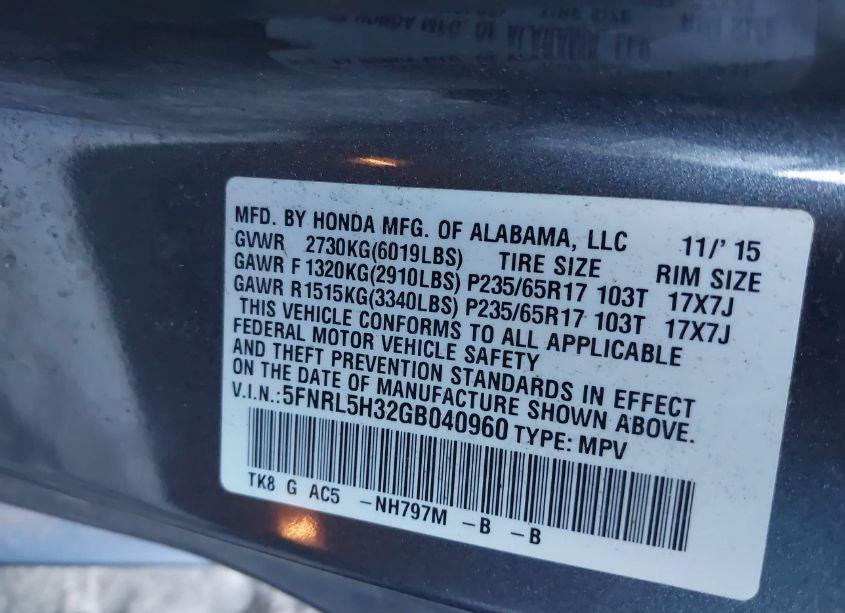 MFD. BY HONDA MFG. OF ALABAMA, LLC 11/' 15
GVWR 2730KG(6019LBS) TIRE SIZE RIM SIZE
GAWR F 1320KG(2910LBS) P235/65R17 103T 17X7J
GAWR R 1515KG(3340LBS) P235/65R17 103T 17X7J
THIS VEHICLE CONFORMS TO ALL APPLICABLE
FEDERAL MOTOR VEHICLE SAFETY
AND THEFT PREVENTION STANDARDS IN EFFECT
ON THE DATE OF MANUFACTURE SHOWN ABOVE.
V.I.N.:5FNRL5H32GB040960 TYPE: MPV
TK8 G AC5 -NH797M -B -B